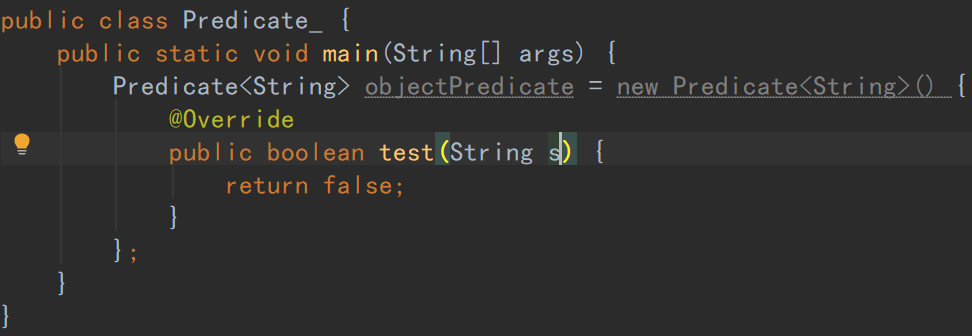 public class Predicate_ {
    public static void main(String[] args) {
        Predicate<String> objectPredicate = new Predicate<String>() {
            @Override
            public boolean test(String s) {
                return false;
            }
        };
    }
}